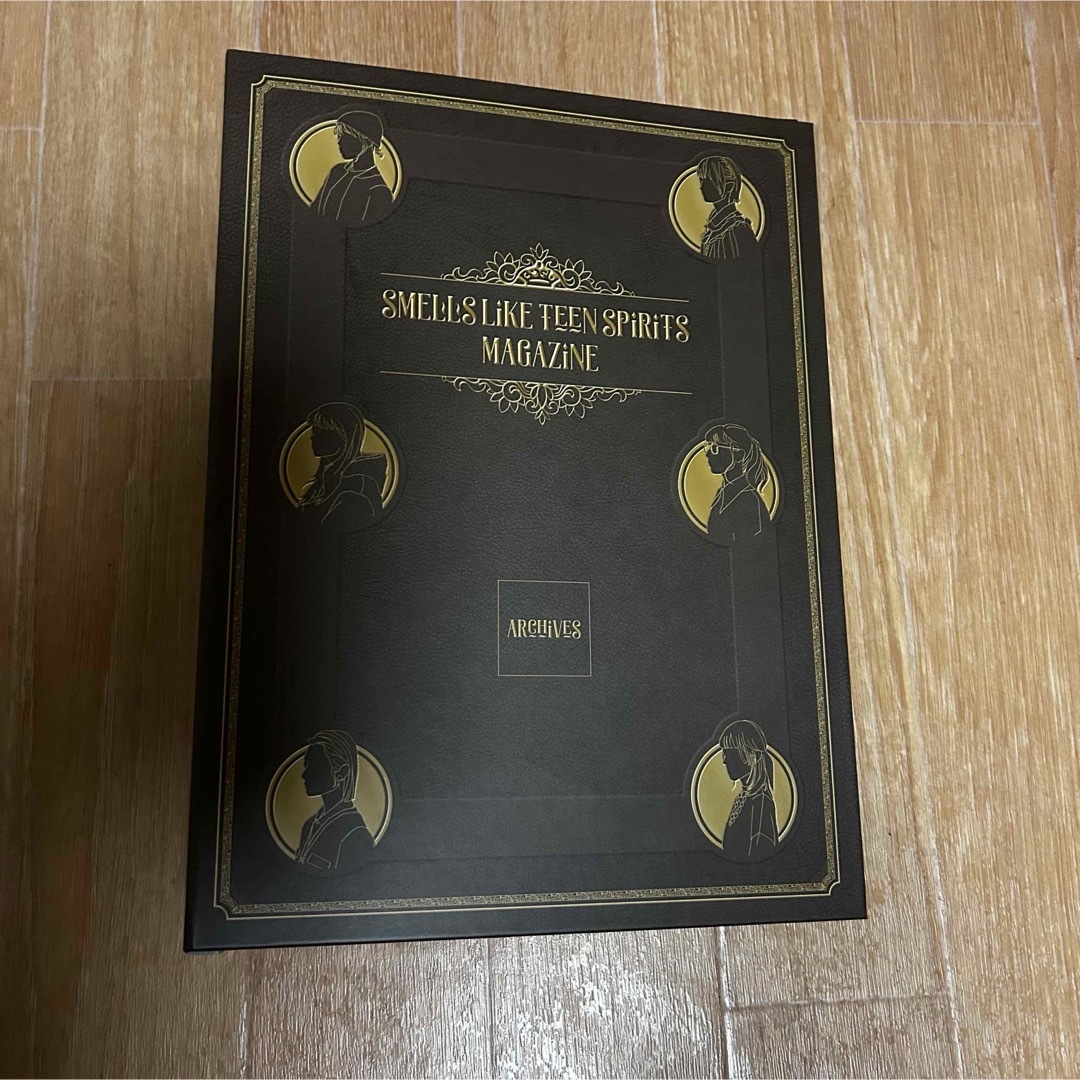 SMELLS LiKE TEEN SPiRiTS
MAGAZiNE
ARCHiVES